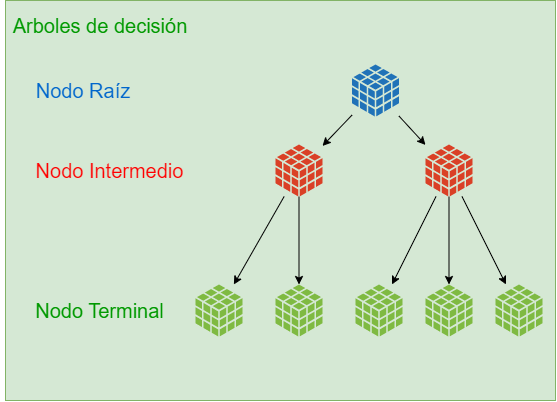 Arboles de decisión
Nodo Raíz
Nodo Intermedio
Nodo Terminal